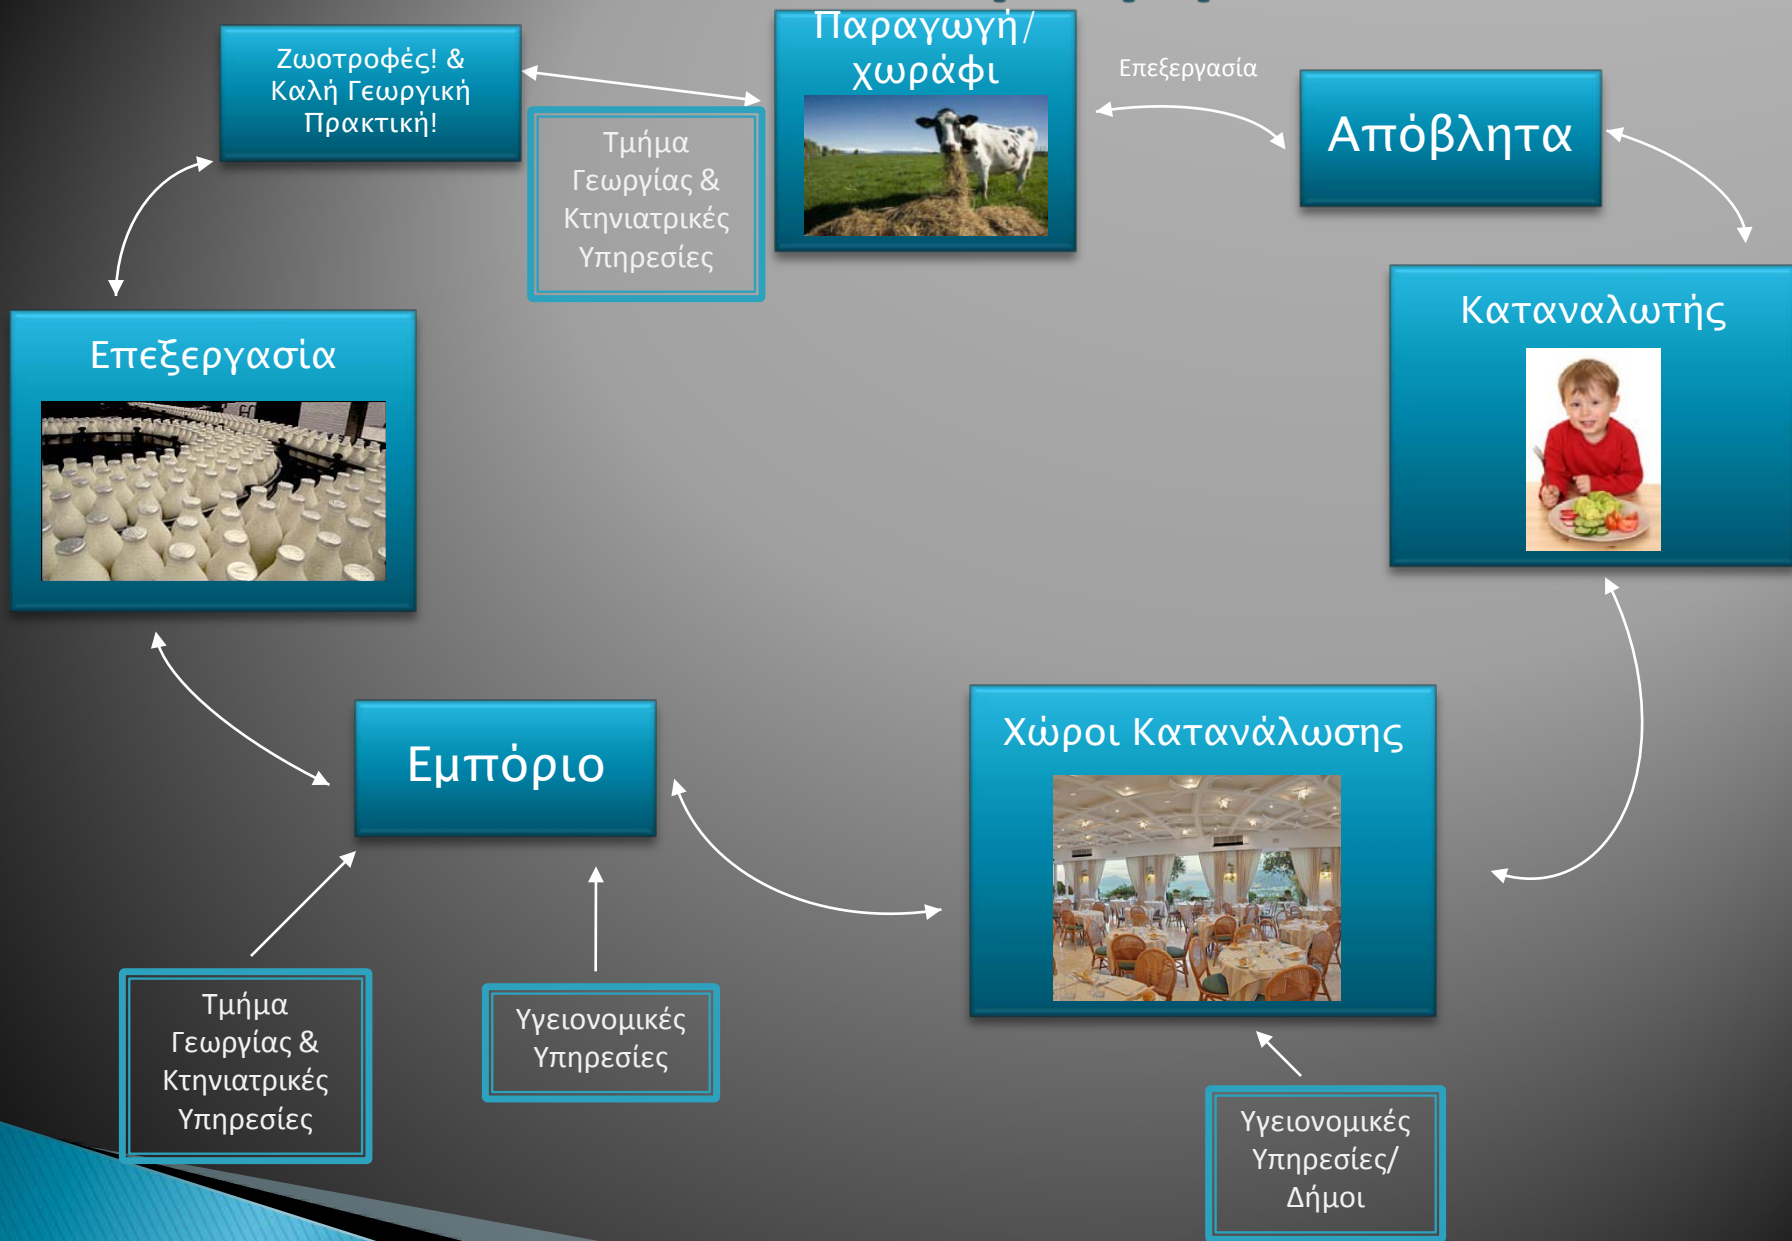 Παραγωγή/
χωράφι
Ζωοτροφές! &
Καλή Γεωργική
Πρακτική!
Επεξεργασία
Απόβλητα
Τμήμα
Γεωργίας &
Κτηνιατρικές
Υπηρεσίες
Καταναλωτής
Επεξεργασία
Εμπόριο
Χώροι Κατανάλωσης
Τμήμα
Γεωργίας &
Κτηνιατρικές
Υπηρεσίες
Υγειονομικές
Υπηρεσίες
Υγειονομικές
Υπηρεσίες/
Δήμοι